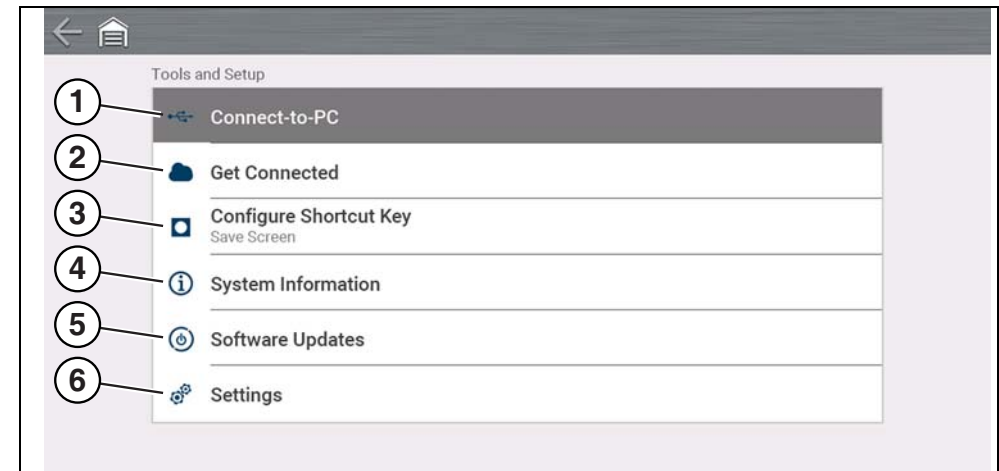 Tools and Setup
1
Connect-to-PC
2
Get Connected
3
Configure Shortcut Key
Save Screen
4
System Information
5
Software Updates
6
Settings